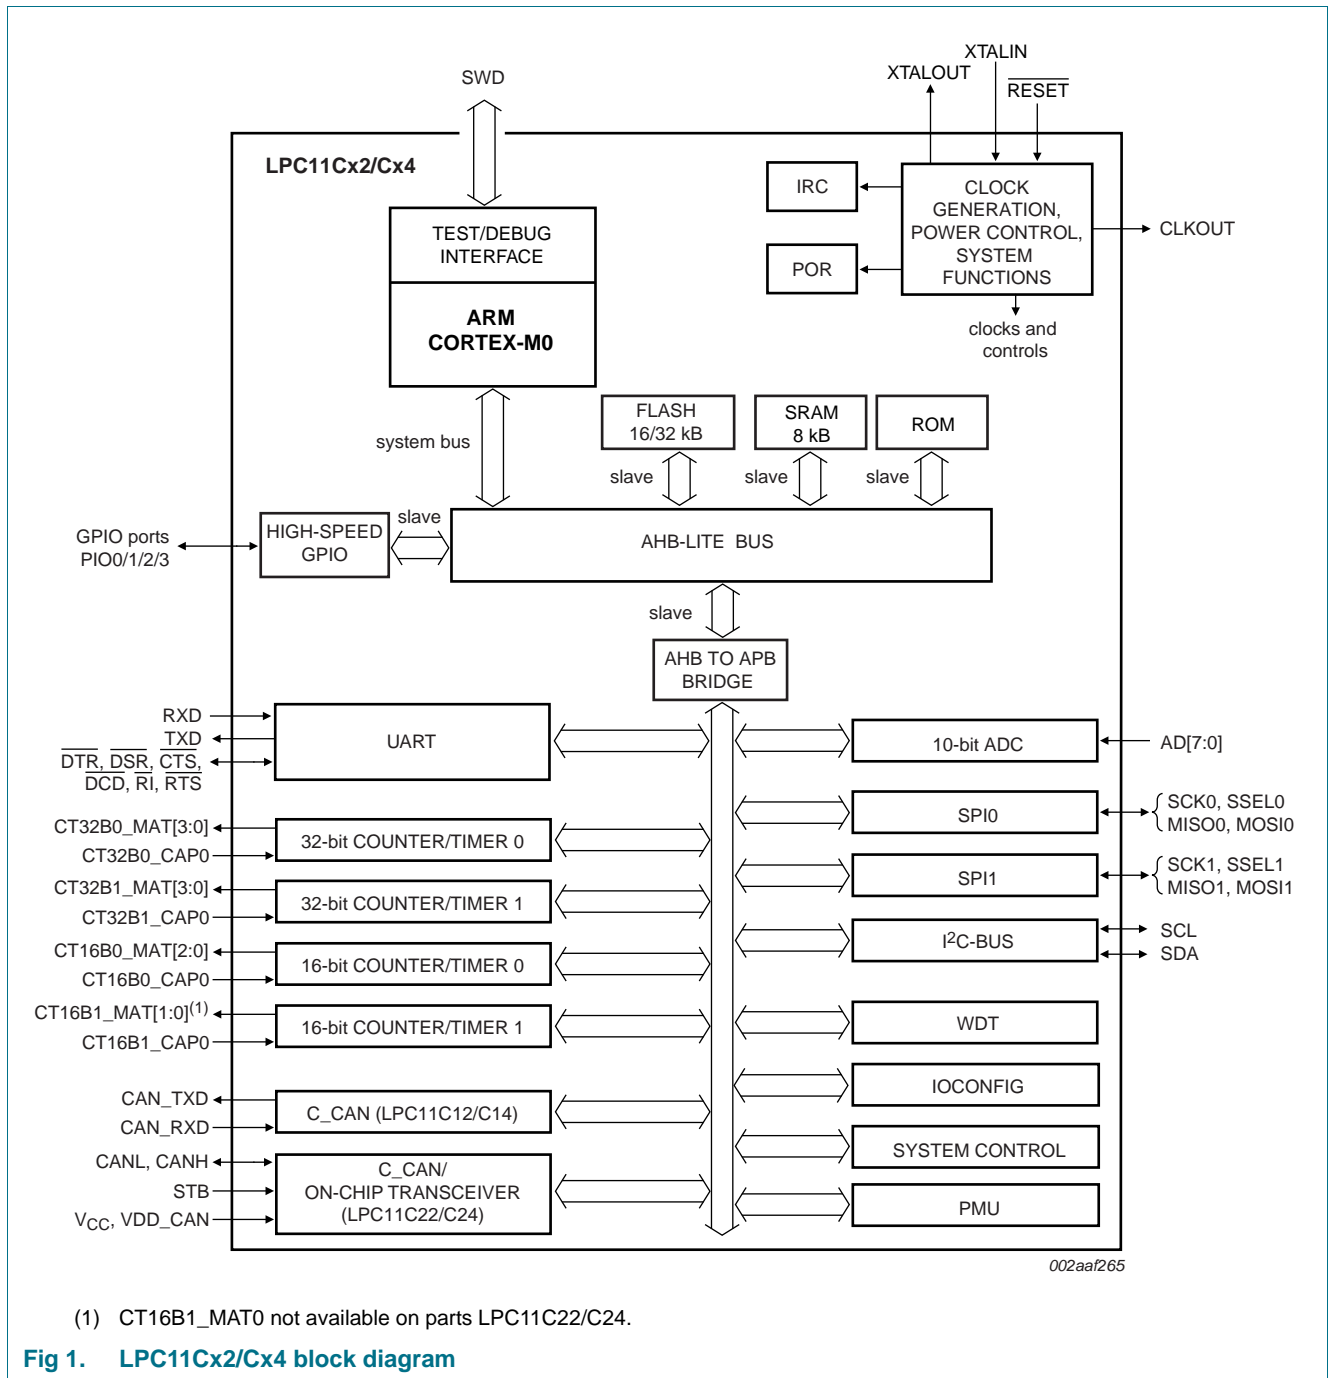 XTALIN
XTALOUT
RESET
SWD
LPC11Cx2/Cx4
IRC
POR
CLOCK
GENERATION,
POWER CONTROL,
SYSTEM
FUNCTIONS
CLKOUT
clocks and
controls
TEST/DEBUG
INTERFACE
ARM
CORTEX-M0
system bus
FLASH
16/32 kB
SRAM
8 kB
ROM
slave
slave
slave
GPIO ports
PIO0/1/2/3
HIGH-SPEED
GPIO
slave
AHB-LITE BUS
slave
AHB TO APB
BRIDGE
RXD
TXD
DTR, DSR, CTS,
DCD, RI, RTS
UART
10-bit ADC
AD[7:0]
CT32B0_MAT[3:0]
CT32B0_CAP0
32-bit COUNTER/TIMER 0
SPI0
SCK0, SSEL0
MISO0, MOSI0
CT32B1_MAT[3:0]
CT32B1_CAP0
32-bit COUNTER/TIMER 1
SPI1
SCK1, SSEL1
MISO1, MOSI1
CT16B0_MAT[2:0]
CT16B0_CAP0
16-bit COUNTER/TIMER 0
I2C-BUS
SCL
SDA
CT16B1_MAT[1:0](1)
CT16B1_CAP0
16-bit COUNTER/TIMER 1
WDT
IOCONFIG
CAN_TXD
CAN_RXD
C_CAN (LPC11C12/C14)
SYSTEM CONTROL
CANL, CANH
STB
VCC, VDD_CAN
C_CAN/
ON-CHIP TRANSCEIVER
(LPC11C22/C24)
PMU
002aaf265
(1) CT16B1_MAT0 not available on parts LPC11C22/C24.
Fig 1. LPC11Cx2/Cx4 block diagram